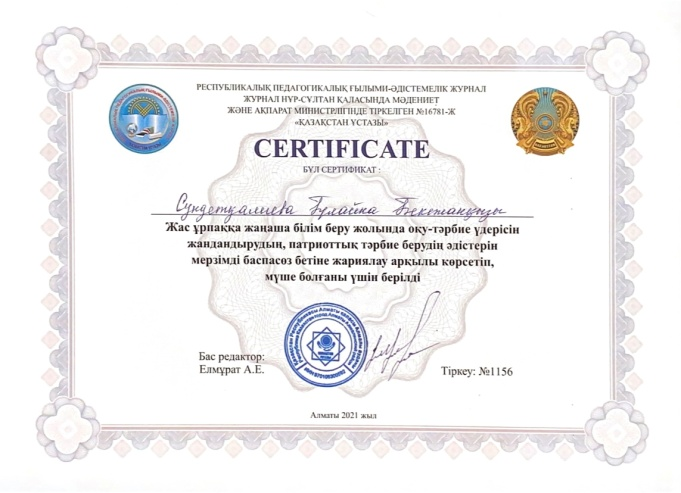 РЕСПУБЛИКАЛЫҚ ПЕДАГОГИКАЛЫҚ ҒЫЛЫМИ-ӘДІСТЕМЕЛІК ЖУРНАЛ
ЖУРНАЛ НҰР-СҰЛТАН ҚАЛАСЫНДА МӘДЕНИЕТ
ЖӘНЕ АҚПАРАТ МИНИСТРЛІГІНДЕ ТІРКЕЛГЕН №16781-Ж
«ҚАЗАҚСТАН ҰСТАЗЫ»
CERTIFICATE
БҰЛ СЕРТИФИКАТ :
Жас ұрпаққа жаңаша білім беру жолында оқу-тәрбие үдерісін
жандандырудың, патриоттық тәрбие берудің әдістерін
мерзімді баспасөз бетіне жариялау арқылы көрсетіп,
мүше болғаны үшін берілді
Бас редактор:
Елмұрат А.Е.
Тіркеу: №1156
Алматы 2021 жыл